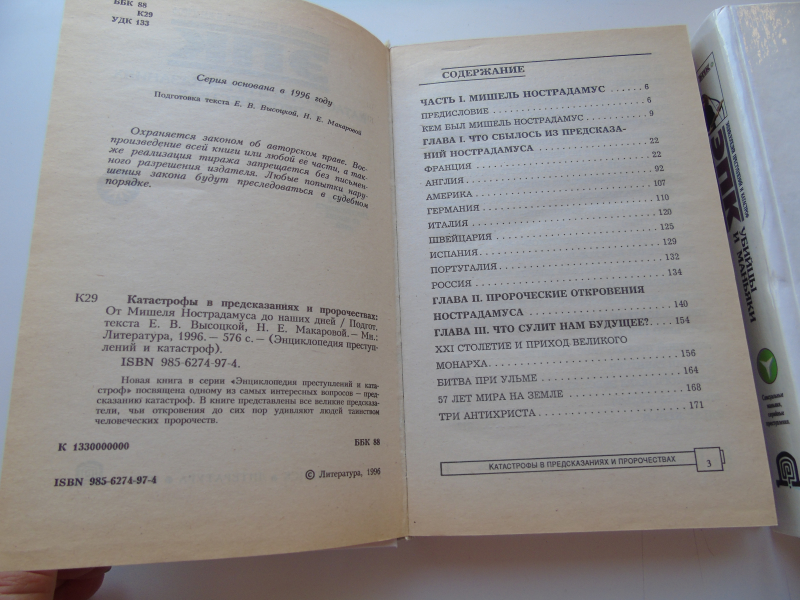 ББК 88
К29
УДК 133
Серия основана в 1996 году
Подготовка текста Е. В. Высоцкой, Н. Е. Макаровой
Охраняется законом об авторском праве. Вос-
произведение всей книги или любой ее части, а так-
же реализация тиража запрещается без письмен-
ного разрешения издателя. Любые попытки нару-
шения закона будут преследоваться в судебном
порядке.
К29 Катастрофы в предсказаниях и пророчествах:
От Мишеля Нострадамуса до наших дней / Подгот.
текста Е. В. Высоцкой, Н. Е. Макаровой.— Мн.:
Литература, 1996.— 576 с.— (Энциклопедия преступ-
лений и катастроф).
ISBN 985-6274-97-4.
Новая книга в серии «Энциклопедия преступлений и ката-
строф» посвящена одному из самых интересных вопросов — пред-
сказанию катастроф. В книге представлены все великие предсказа-
тели, чьи откровения до сих пор удивляют людей таинством
человеческих пророчеств.
К 1330000000 ББК 88
ISBN 985-6274-97-4 © Литература, 1996
СОДЕРЖАНИЕ
ЧАСТЬ I. МИШЕЛЬ НОСТРАДАМУС ...... 6
ПРЕДИСЛОВИЕ ...... 6
КЕМ БЫЛ МИШЕЛЬ НОСТРАДАМУС ...... 9
ГЛАВА I. ЧТО СБЫЛОСЬ ИЗ ПРЕДСКАЗА-
НИЙ НОСТРАДАМУСА ...... 22
ФРАНЦИЯ ...... 22
АНГЛИЯ ...... 92
АМЕРИКА ...... 107
ГЕРМАНИЯ ...... 110
ИТАЛИЯ ...... 120
ШВЕЙЦАРИЯ ...... 125
ИСПАНИЯ ...... 129
ПОРТУГАЛИЯ ...... 132
РОССИЯ ...... 134
ГЛАВА II. ПРОРОЧЕСКИЕ ОТКРОВЕНИЯ
НОСТРАДАМУСА ...... 140
ГЛАВА III. ЧТО СУЛИТ НАМ БУДУЩЕЕ? .... 154
XXI СТОЛЕТИЕ И ПРИХОД ВЕЛИКОГО
МОНАРХА ...... 156
БИТВА ПРИ УЛЬМЕ ...... 164
57 ЛЕТ МИРА НА ЗЕМЛЕ ...... 168
ТРИ АНТИХРИСТА ...... 171
КАТАСТРОФЫ В ПРЕДСКАЗАНИЯХ И ПРОРОЧЕСТВАХ 3
ЭПК
УБИЙЦЫ
И МАНЬЯКИ